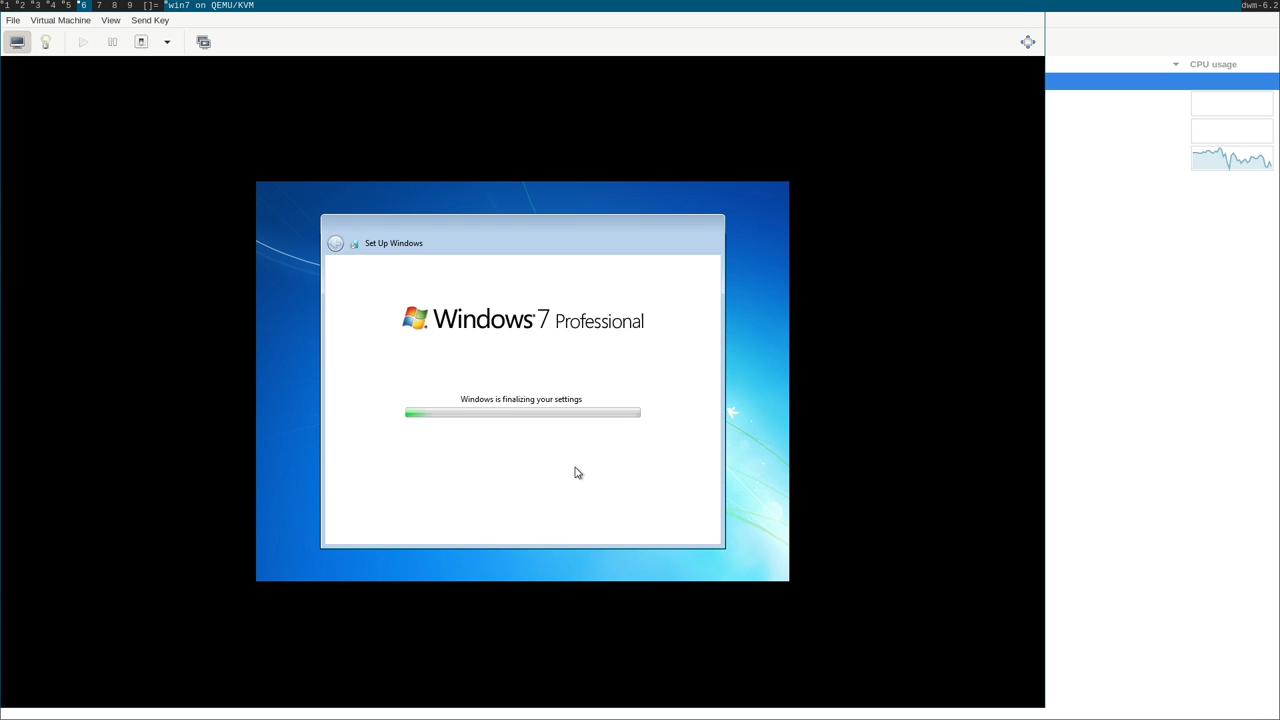 1 2 3 4 5 6 7 8 9 []= win7 on QEMU/KVM dwm-6.2
File Virtual Machine View Send Key
CPU usage
Set Up Windows
Windows 7 Professional
Windows is finalizing your settings